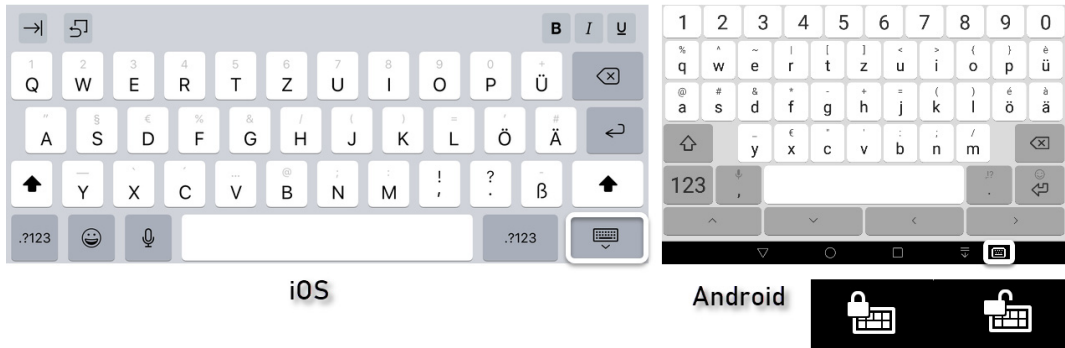 B I U
1 2 3 4 5 6 7 8 9 0 +
Q W E R T Z U I O P Ü
" § € % & / ( ) = ' #
A S D F G H J K L Ö Ä
— ` ´ ... @ ; : ! ? -
Y X C V B N M , . ß
.?123 .?123
iOS
1 2 3 4 5 6 7 8 9 0
% ^ ~ | [ ] < > { } è
q w e r t z u i o p ü
@ # & * - + = ( ) é à
a s d f g h j k l ö ä
_ € " ' : ; /
y x c v b n m
123 , !? .
Android